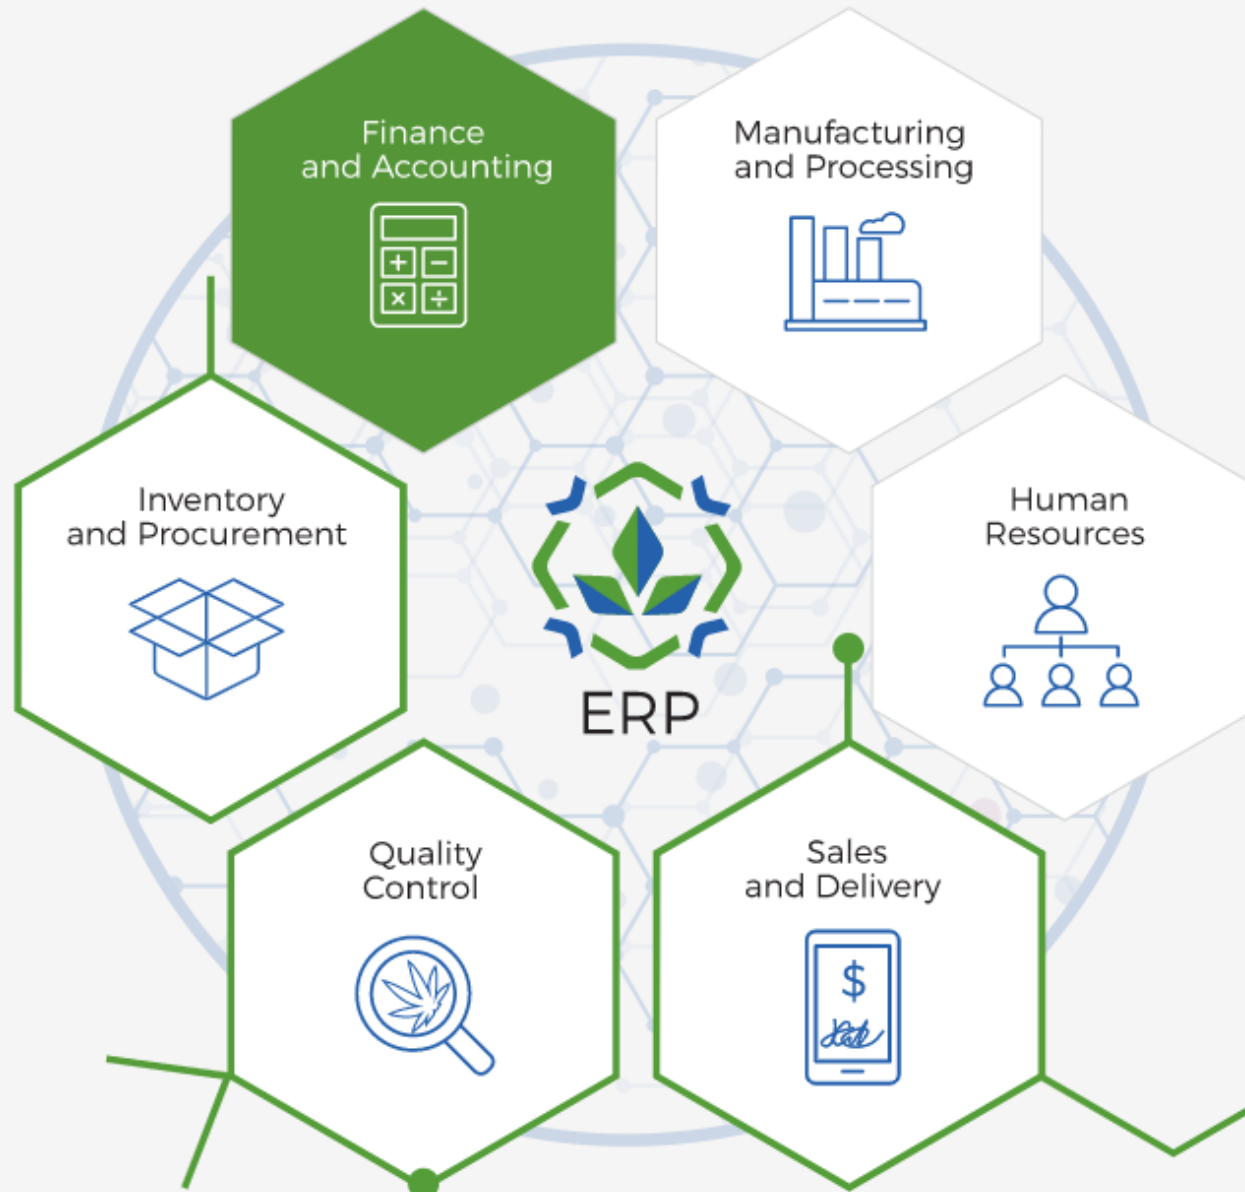 Finance
and Accounting
+ −
× ÷
Manufacturing
and Processing
Inventory
and Procurement
Human
Resources
ERP
Quality
Control
Sales
and Delivery
$